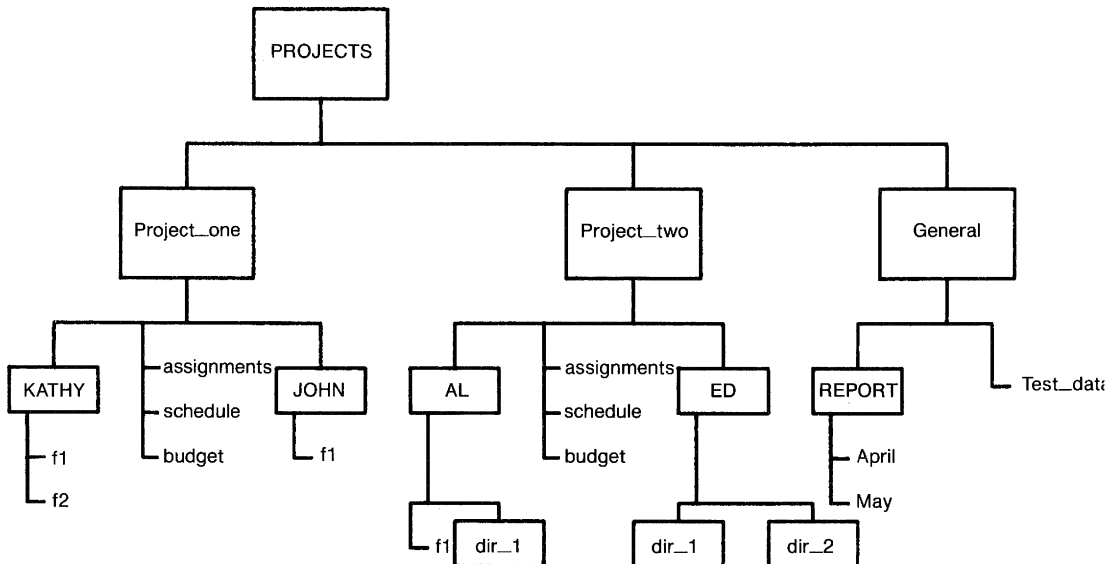 PROJECTS
Project_one
Project_two
General
KATHY
assignments
schedule
budget
JOHN
AL
assignments
schedule
budget
ED
REPORT
Test_data
f1
f2
f1
April
May
f1
dir_1
dir_1
dir_2